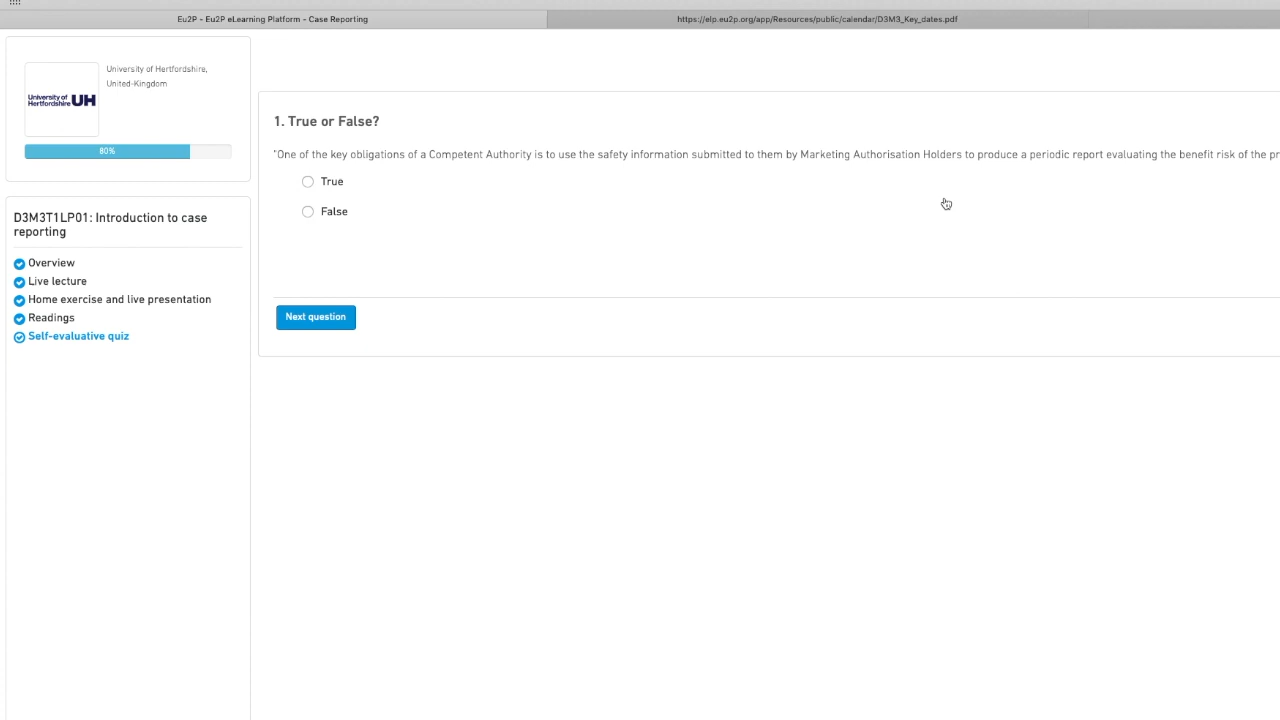 Eu2P - Eu2P eLearning Platform - Case Reporting
https://elp.eu2p.org/app/Resources/public/calendar/D3M3_Key_dates.pdf
University of Hertfordshire,
United-Kingdom
University of
Hertfordshire UH
80%
D3M3T1LP01: Introduction to case
reporting
Overview
Live lecture
Home exercise and live presentation
Readings
Self-evaluative quiz
1. True or False?
"One of the key obligations of a Competent Authority is to use the safety information submitted to them by Marketing Authorisation Holders to produce a periodic report evaluating the benefit risk of the
True
False
Next question